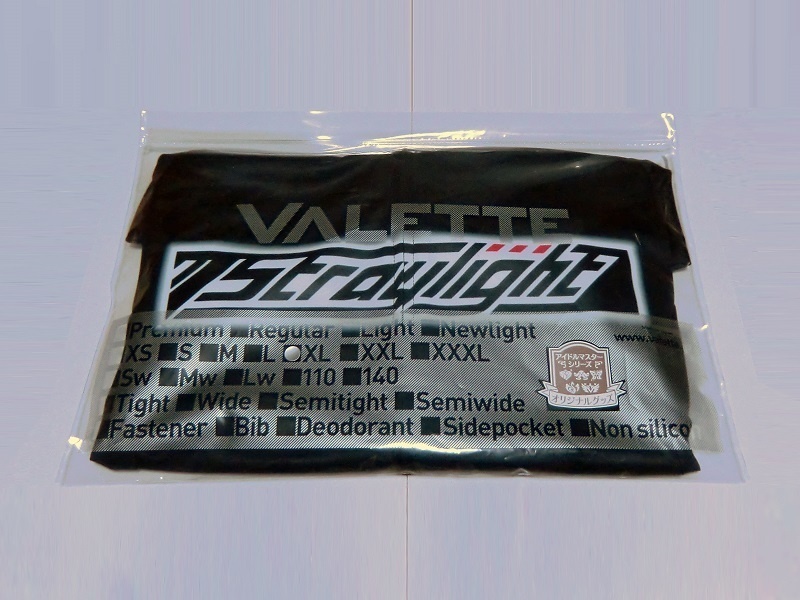 VALETTE
Straylight
Premium Regular Light Newlight
XS S M L XL XXL XXXL
Sw Mw Lw 110 140
Tight Wide Semitight Semiwide
Fastener Bib Deodorant Sidepocket Non silico
アイドルマスター
シリーズ
オリジナルグッズ